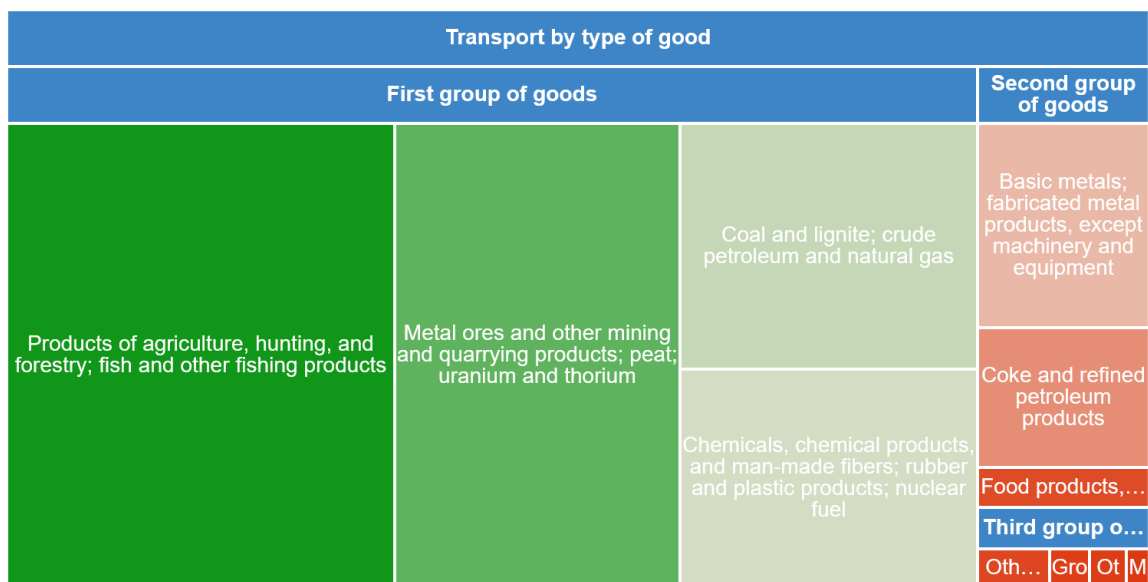 Transport by type of good
First group of goods
Second group
of goods
Products of agriculture, hunting, and
forestry; fish and other fishing products
Metal ores and other mining
and quarrying products; peat;
uranium and thorium
Coal and lignite; crude
petroleum and natural gas
Chemicals, chemical products,
and man-made fibers; rubber
and plastic products; nuclear
fuel
Basic metals;
fabricated metal
products, except
machinery and
equipment
Coke and refined
petroleum
products
Food products,…
Third group o…
Oth…
Gro
Ot
M